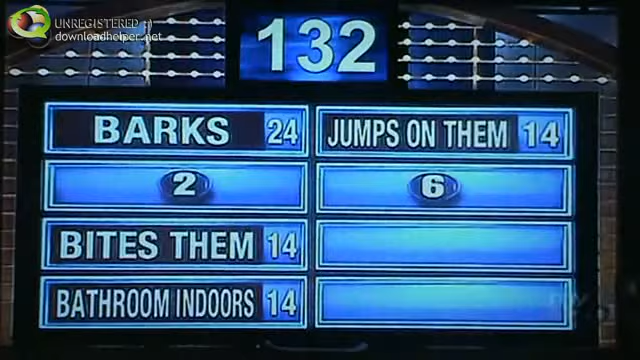 UNREGISTERED :)
downloadhelper.net
132
BARKS 24
JUMPS ON THEM 14
2
6
BITES THEM 14
BATHROOM INDOORS 14